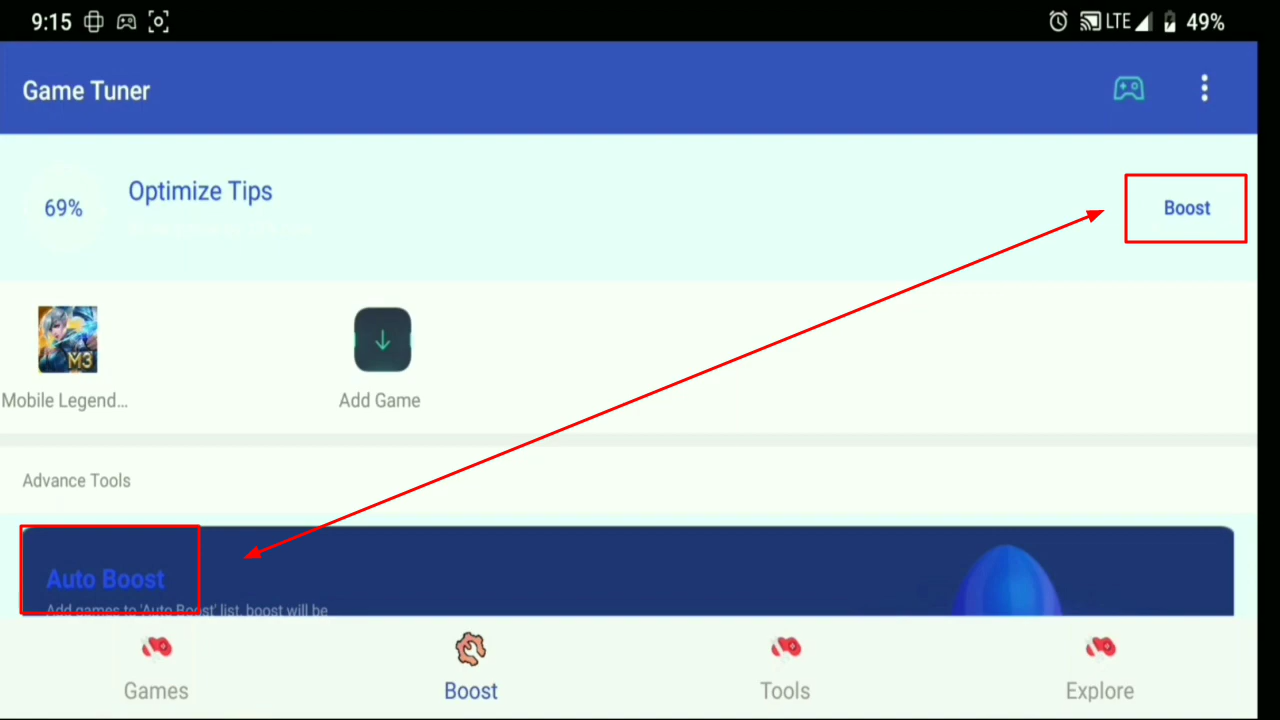 9:15 LTE 49%
Game Tuner
69%
Optimize Tips
Boost
M3
Mobile Legend...
Add Game
Advance Tools
Auto Boost
Add games to 'Auto Boost' list, boost will be
Games
Boost
Tools
Explore